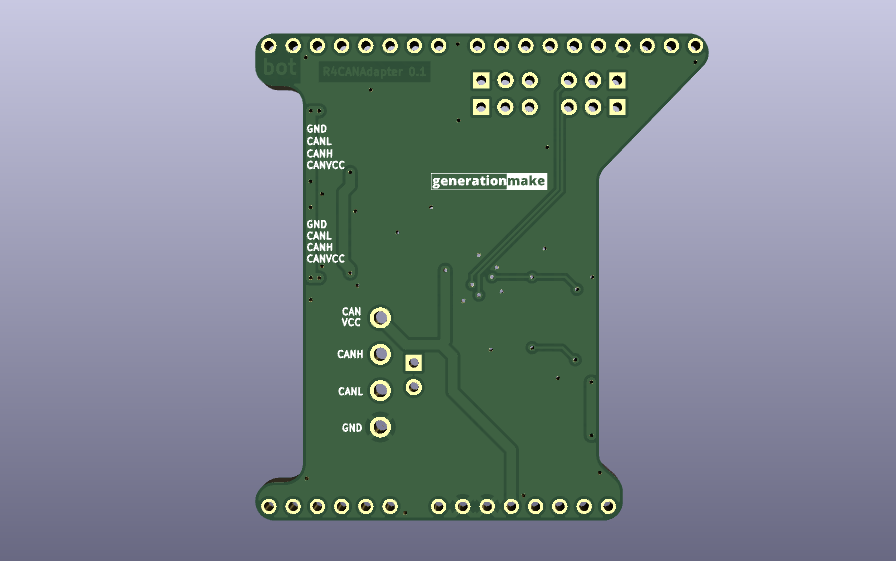 bot
R4CANAdapter 0.1
GND
CANL
CANH
CANVCC
generationmake
GND
CANL
CANH
CANVCC
CAN
VCC
CANH
CANL
GND